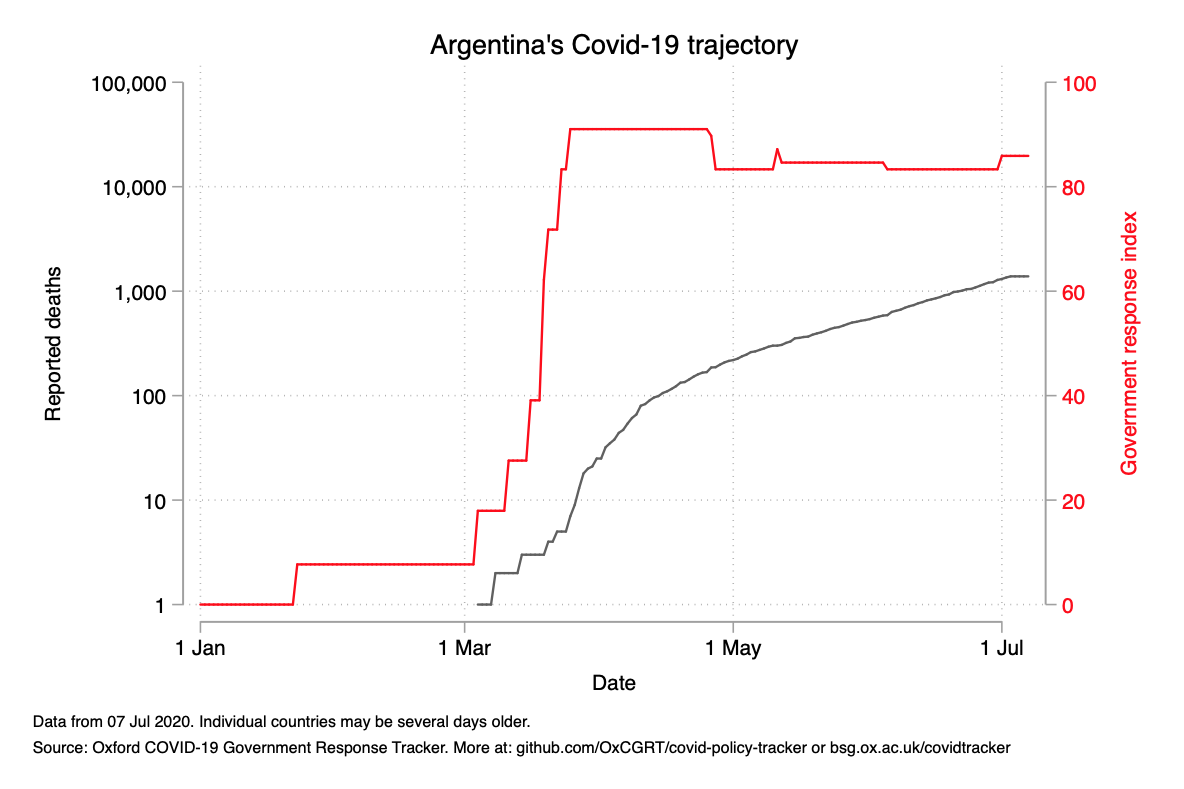 Argentina's Covid-19 trajectory
100,000
10,000
1,000
100
10
1
Reported deaths
100
80
60
40
20
0
Government response index
1 Jan
1 Mar
1 May
1 Jul
Date
Data from 07 Jul 2020. Individual countries may be several days older.
Source: Oxford COVID-19 Government Response Tracker. More at: github.com/OxCGRT/covid-policy-tracker or bsg.ox.ac.uk/covidtracker